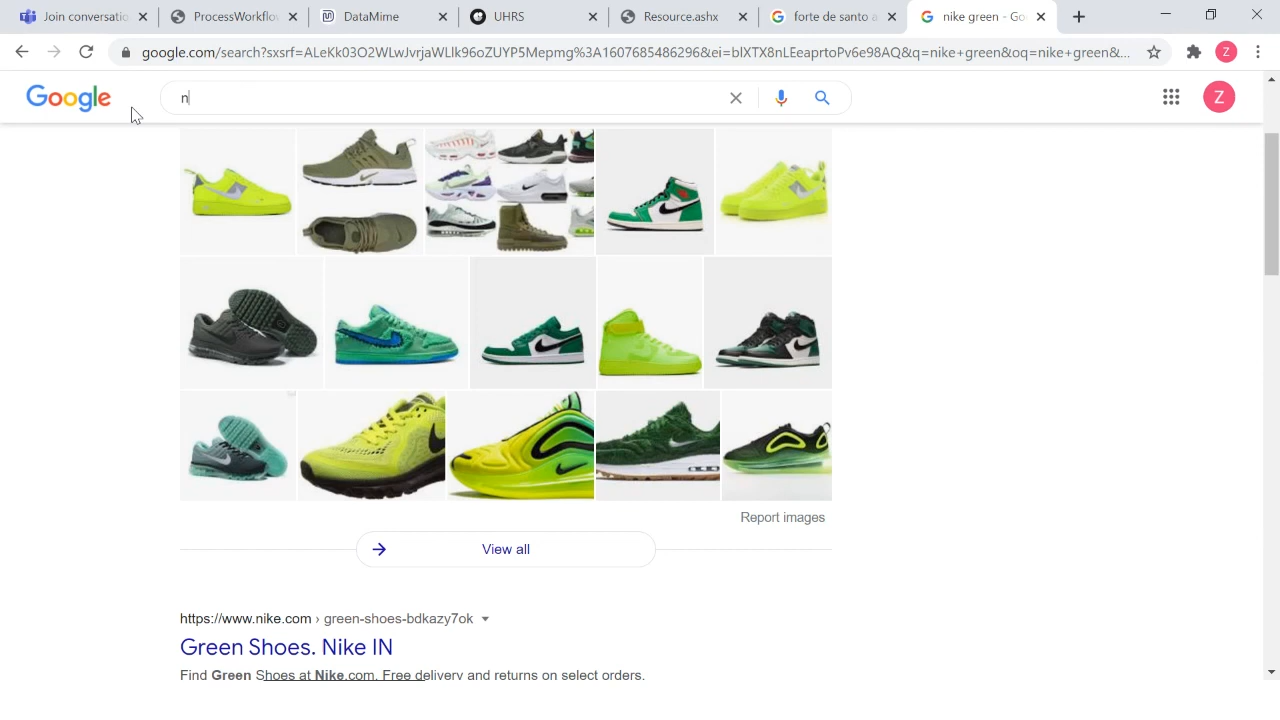 Join conversatio
ProcessWorkflov
DataMime
UHRS
Resource.ashx
forte de santo a
nike green - Go
google.com/search?sxsrf=ALeKk03O2WLwJvrjaWLlk96oZUYP5Mepmg%3A1607685486296&ei=blXTX8nLEeaprtoPv6e98AQ&q=nike+green&oq=nike+green&...
Z
Google
n
Z
Report images
View all
https://www.nike.com › green-shoes-bdkazy7ok
Green Shoes. Nike IN
Find Green Shoes at Nike.com. Free delivery and returns on select orders.